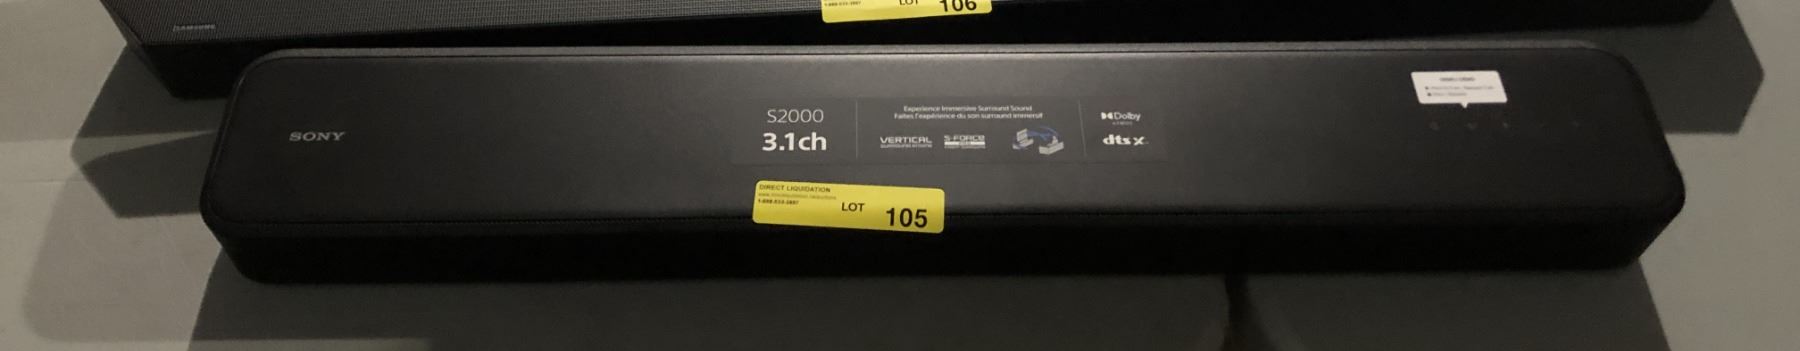 SAMSUNG
LOT 106
SONY
S2000
3.1ch
Experience Immersive Surround Sound
Faites l'expérience du son surround immersif
VERTICAL
S-FORCE
Dolby
dts X
DIRECT LIQUIDATION
LOT 105